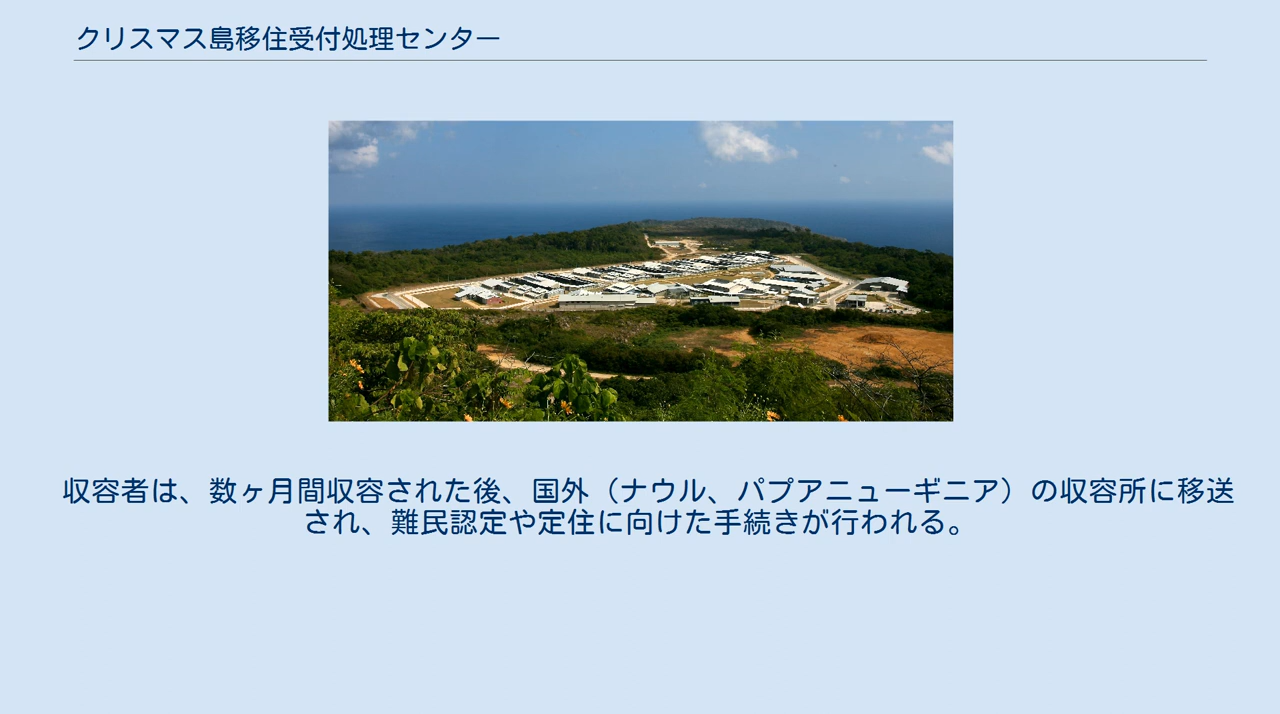 クリスマス島移住受付処理センター
収容者は、数ヶ月間収容された後、国外（ナウル、パプアニューギニア）の収容所に移送
され、難民認定や定住に向けた手続きが行われる。